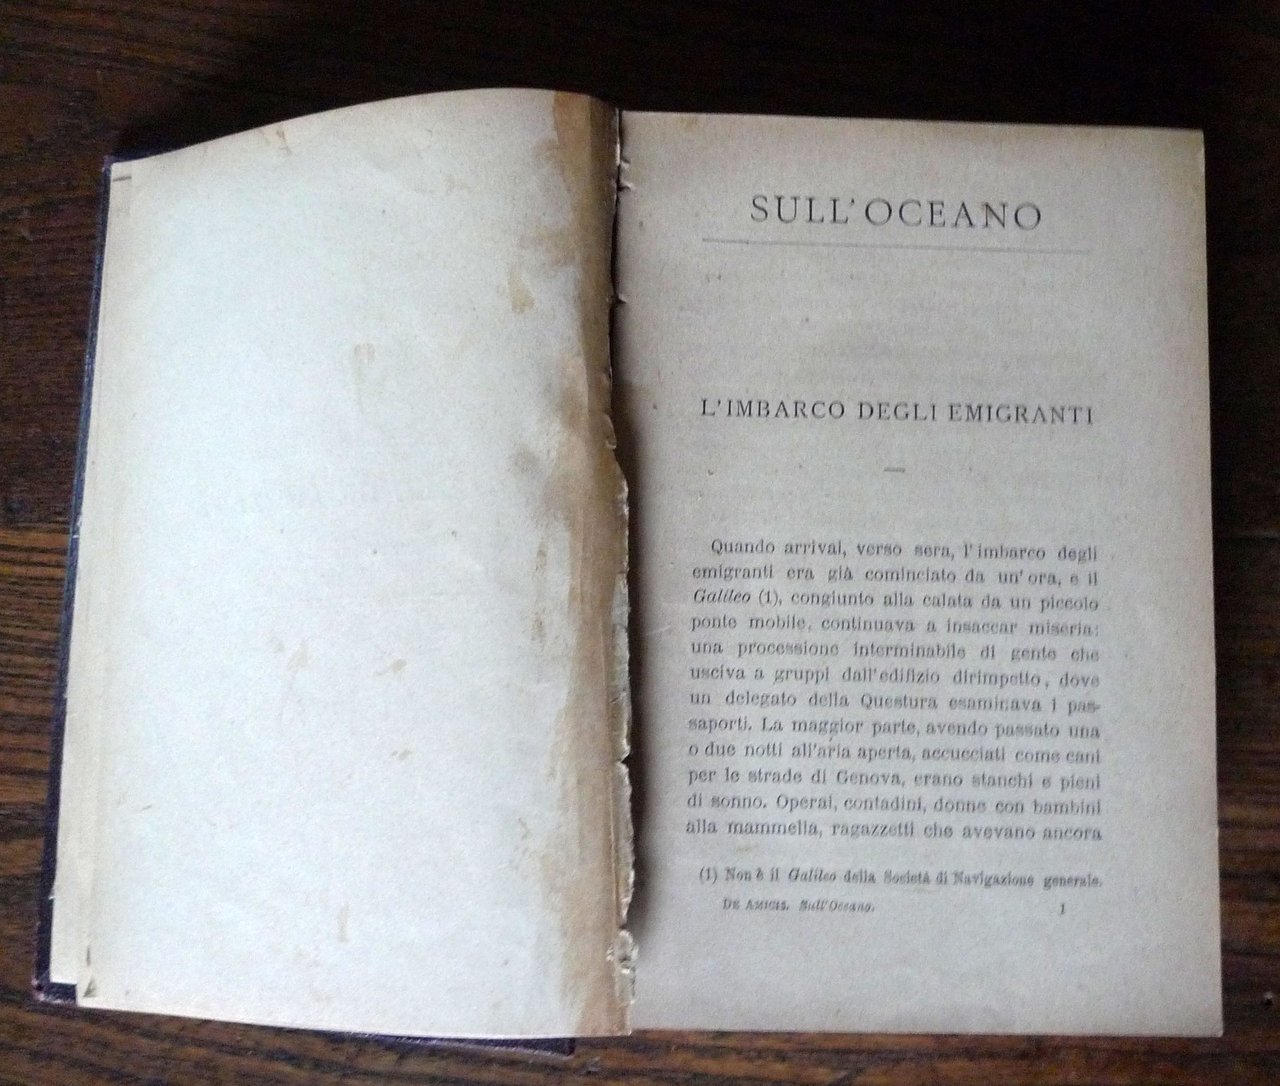 SULL'OCEANO
L'IMBARCO DEGLI EMIGRANTI
Quando arrivai, verso sera, l'imbarco degli
emigranti era già cominciato da un'ora, e il
Galileo (1), congiunto alla calata da un piccolo
ponte mobile, continuava a insaccar miseria:
una processione interminabile di gente che
usciva a gruppi dall'edifizio dirimpetto, dove
un delegato della Questura esaminava i pas-
saporti. La maggior parte, avendo passato una
o due notti all'aria aperta, accucciati come cani
per le strade di Genova, erano stanchi e pieni
di sonno. Operai, contadini, donne con bambini
alla mammella, ragazzetti che avevano ancora
(1) Non è il Galileo della Società di Navigazione generale.
DE AMICIS. Sull'Oceano. 1